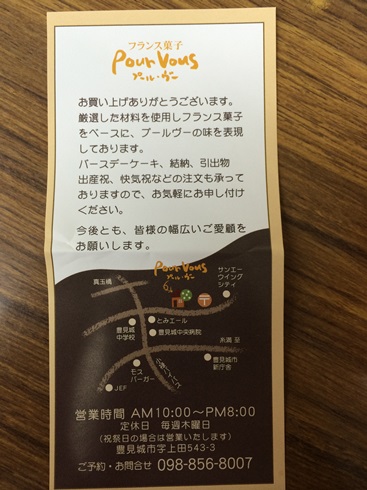 フランス菓子
Pour Vous
プール・ヴー
お買い上げありがとうございます。
厳選した材料を使用しフランス菓子
をベースに、プールヴーの味を表現
しております。
バースデーケーキ、結納、引出物
出産祝、快気祝などの注文も承って
おりますので、お気軽にお申し付け
ください。
今後とも、皆様の幅広いご愛顧を
お願いします。
Pour Vous
プール・ヴー
真玉橋
サンエー
ウイング
シティ
とみエール
豊見城
中学校
豊見城中央病院
糸満 至
豊見城市
新庁舎
モス
バーガー
JEF
営業時間 AM10:00〜PM8:00
定休日 毎週木曜日
(祝祭日の場合は営業いたします)
豊見城市字上田543-3
ご予約・お問合せ 098-856-8007